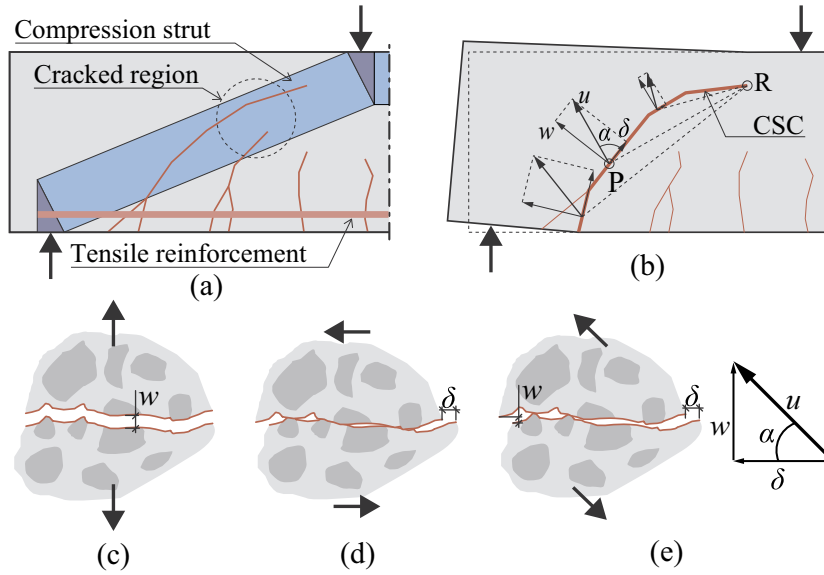 Compression strut
Cracked region
Tensile reinforcement
(a)
u
w
α
δ
P
R
CSC
(b)
w
(c)
δ
(d)
w
δ
(e)
w
u
α
δ